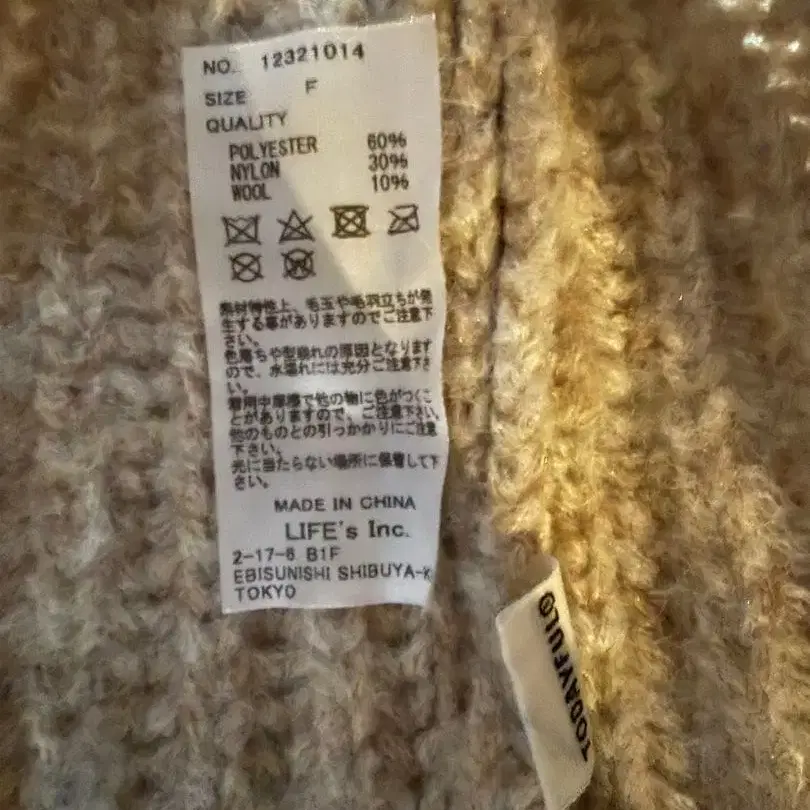 NO. 12321014
SIZE F
QUALITY
POLYESTER 60%
NYLON 30%
WOOL 10%
素材特性上、毛玉や毛羽立ちが発
生する事がありますのでご注意下
さい。
色落ちや型崩れの原因となります
ので、水濡れには充分ご注意下さ
い。
着用中摩擦で他の物に色がつくこ
とがありますので、ご注意下さい。
他のものとの引っかかりにご注意
下さい。
光に当たらない場所に保管して下
さい。
MADE IN CHINA
LIFE's Inc.
2-17-6 B1F
EBISUNISHI SHIBUYA-K
TOKYO
TODAYFUL